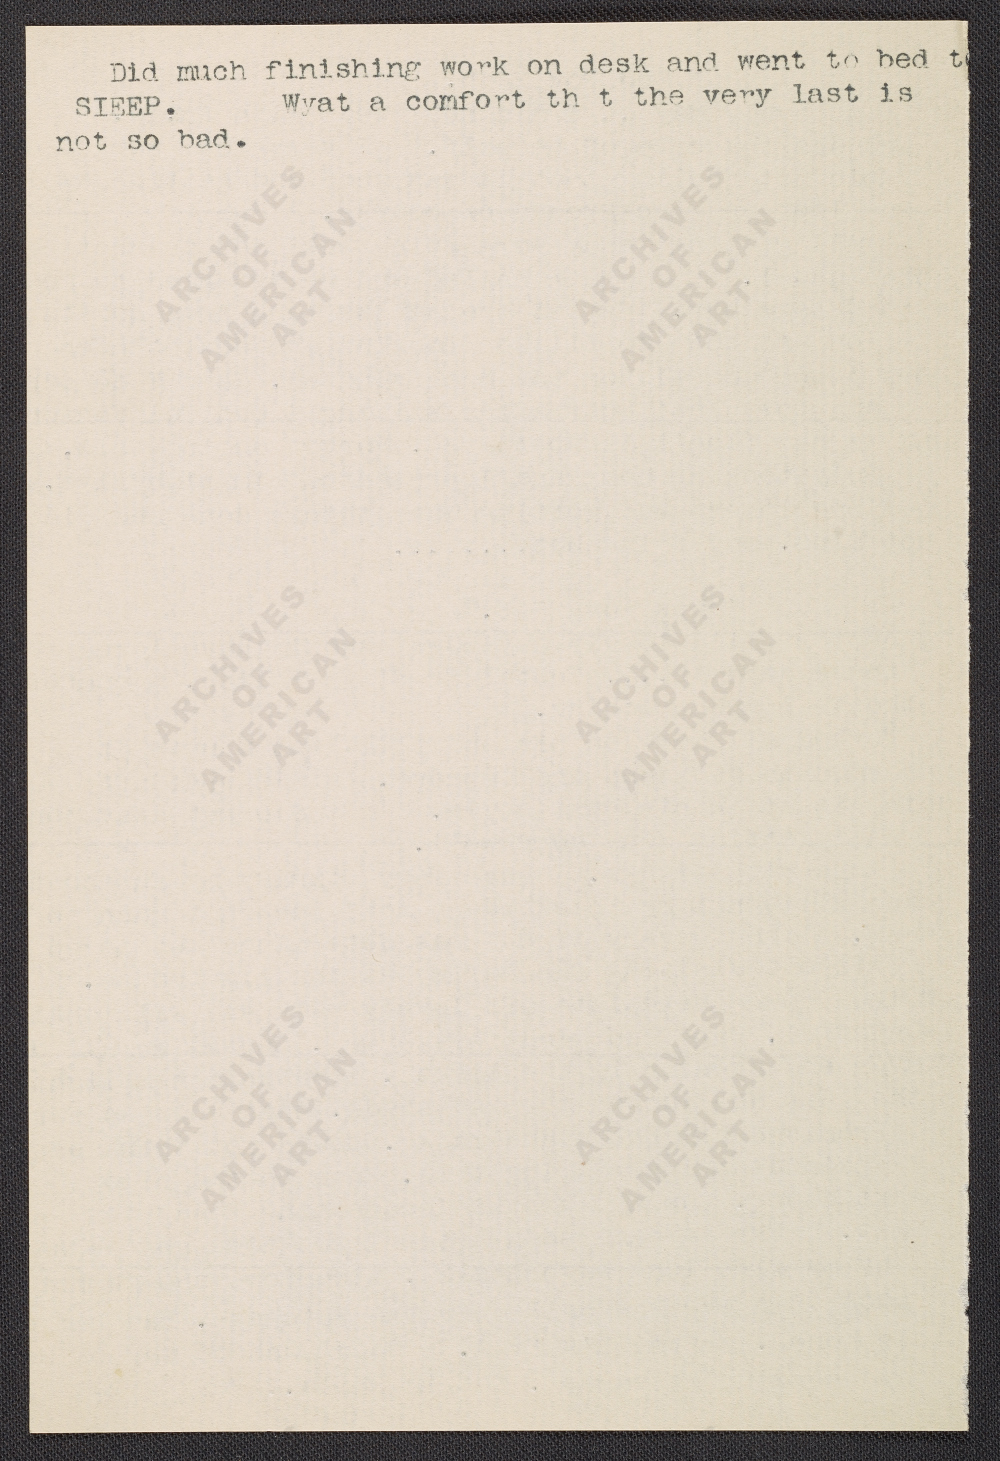 Did much finishing work on desk and went to bed to
SIEEP. Wyat a comfort th t the very last is
not so bad.
ARCHIVES OF AMERICAN ART
ARCHIVES OF AMERICAN ART
ARCHIVES OF AMERICAN ART
ARCHIVES OF AMERICAN ART
ARCHIVES OF AMERICAN ART
ARCHIVES OF AMERICAN ART